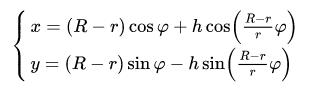 x = (R − r) cos φ + h cos(R−r/r φ)
y = (R − r) sin φ − h sin(R−r/r φ)